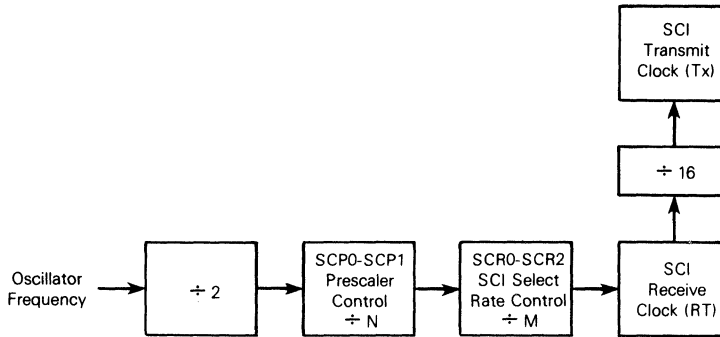 Oscillator
Frequency
÷ 2
SCP0-SCP1
Prescaler
Control
÷ N
SCR0-SCR2
SCI Select
Rate Control
÷ M
SCI
Receive
Clock (RT)
÷ 16
SCI
Transmit
Clock (Tx)